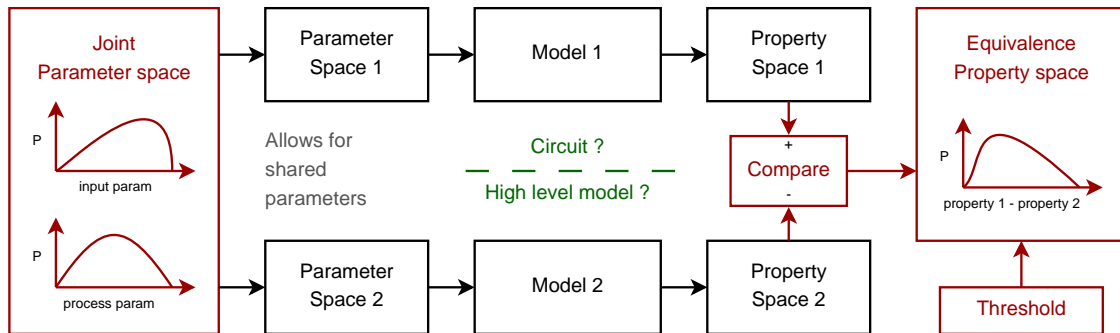 Joint
Parameter space
P
input param
P
process param
Parameter
Space 1
Model 1
Property
Space 1
Allows for
shared
parameters
Circuit ?
High level model ?
+
Compare
-
Parameter
Space 2
Model 2
Property
Space 2
Equivalence
Property space
P
property 1 - property 2
Threshold